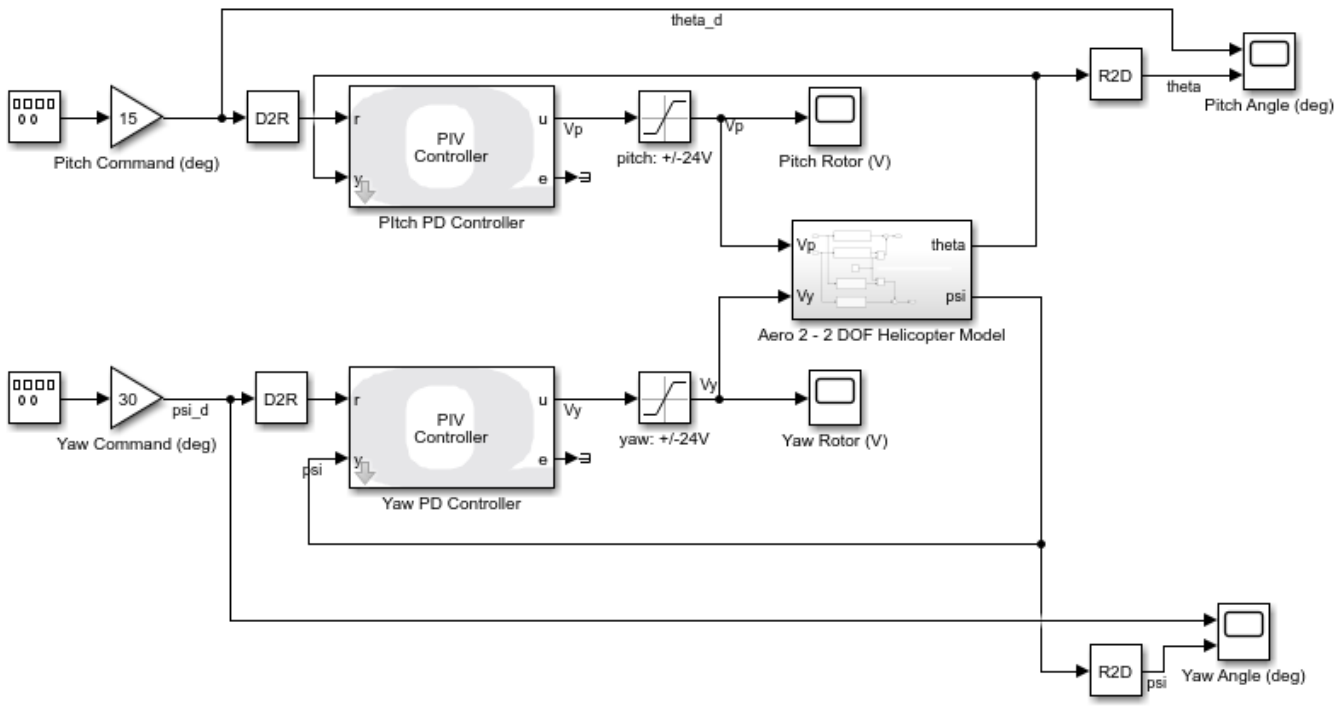 theta_d
15
D2R
r
y
PIV
Controller
u
e
Vp
Vp
R2D
theta
Pitch Angle (deg)
Pitch Command (deg)
pitch: +/-24V
Pitch Rotor (V)
PItch PD Controller
Vp
Vy
theta
psi
Aero 2 - 2 DOF Helicopter Model
30
psi_d
D2R
r
y
psi
PIV
Controller
u
e
Vy
Vy
Yaw Command (deg)
yaw: +/-24V
Yaw Rotor (V)
Yaw PD Controller
R2D
psi
Yaw Angle (deg)